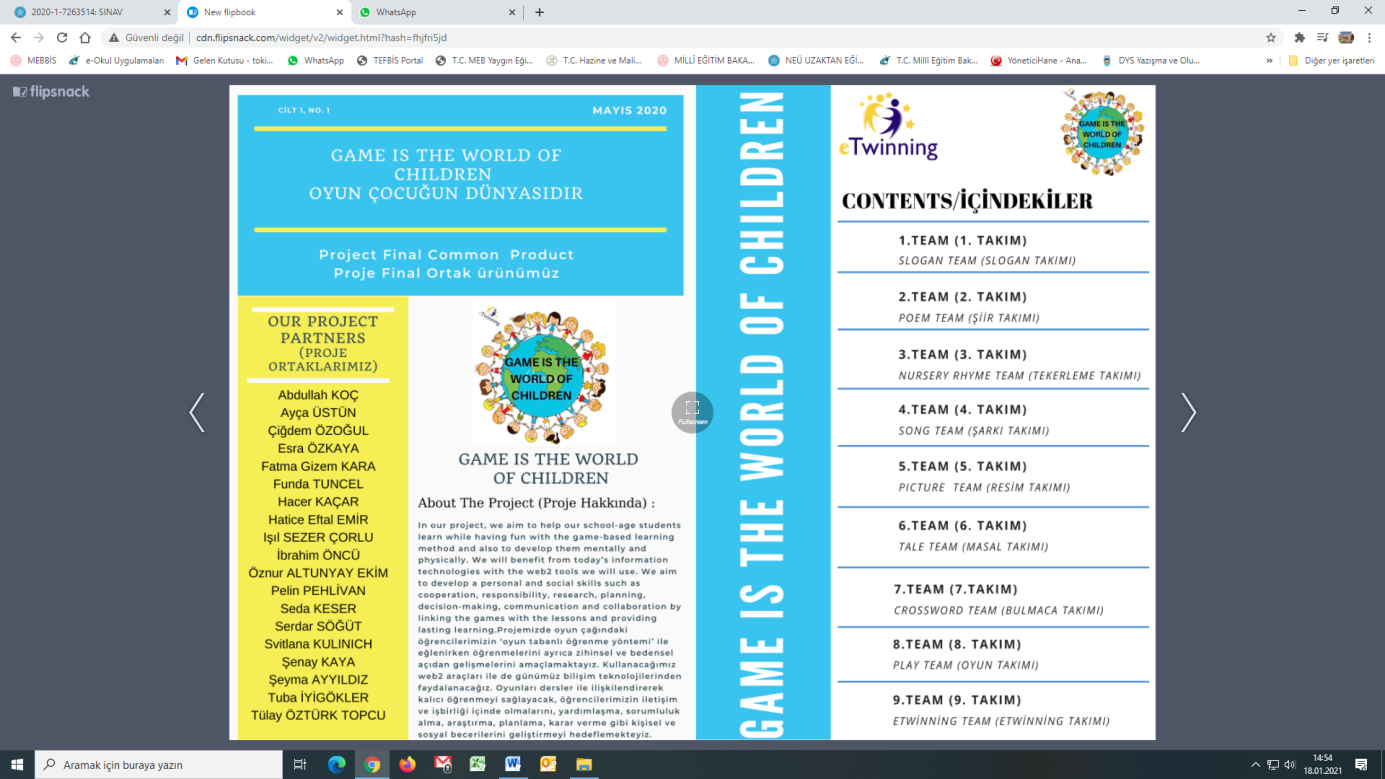 2020-1-7263514: SINAV
New flipbook
WhatsApp
Güvenli değil
cdn.flipsnack.com/widget/v2/widget.html?hash=fhjfri5jd
MEBBİS
e-Okul Uygulamaları
Gelen Kutusu - toki...
WhatsApp
TEFBİS Portal
T.C. MEB Yaygın Eği...
T.C. Hazine ve Mali...
MİLLİ EĞİTİM BAKA...
NEÜ UZAKTAN EĞİ...
T.C. Millî Eğitim Bak...
YöneticiHane - Ana...
DYS Yazışma ve Olu...
Diğer yer işaretleri
flipsnack
CİLT 1, NO. 1
MAYIS 2020
GAME IS THE WORLD OF
CHILDREN
OYUN ÇOCUĞUN DÜNYASIDIR
Project Final Common Product
Proje Final Ortak ürünümüz
OUR PROJECT
PARTNERS
(PROJE
ORTAKLARIMIZ)
Abdullah KOÇ
Ayça ÜSTÜN
Çiğdem ÖZOĞUL
Esra ÖZKAYA
Fatma Gizem KARA
Funda TUNCEL
Hacer KAÇAR
Hatice Eftal EMİR
Işıl SEZER ÇORLU
İbrahim ÖNCÜ
Öznur ALTUNYAY EKİM
Pelin PEHLİVAN
Seda KESER
Serdar SÖĞÜT
Svitlana KULINICH
Şenay KAYA
Şeyma AYYILDIZ
Tuba İYİGÖKLER
Tülay ÖZTÜRK TOPCU
eTwinning
GAME IS THE
WORLD OF
CHILDREN
GAME IS THE WORLD
OF CHILDREN
About The Project (Proje Hakkında) :
In our project, we aim to help our school-age students
learn while having fun with the game-based learning
method and also to develop them mentally and
physically. We will benefit from today's information
technologies with the web2 tools we will use. We aim
to develop a personal and social skills such as
cooperation, responsibility, research, planning,
decision-making, communication and collaboration by
linking the games with the lessons and providing
lasting learning.Projemizde oyun çağındaki
öğrencilerimizin 'oyun tabanlı öğrenme yöntemi' ile
eğlenirken öğrenmelerini ayrıca zihinsel ve bedensel
açıdan gelişmelerini amaçlamaktayız. Kullanacağımız
web2 araçları ile de günümüz bilişim teknolojilerinden
faydalanacağız. Oyunları dersler ile ilişkilendirerek
kalıcı öğrenmeyi sağlayacak, öğrencilerimizin iletişim
ve işbirliği içinde olmalarını, yardımlaşma, sorumluluk
alma, araştırma, planlama, karar verme gibi kişisel ve
sosyal becerilerini geliştirmeyi hedeflemekteyiz.
Fullscreen
GAME IS THE WORLD OF CHILDREN
eTwinning
GAME IS THE
WORLD OF
CHILDREN
CONTENTS/İÇİNDEKİLER
1.TEAM (1. TAKIM)
SLOGAN TEAM (SLOGAN TAKIMI)
2.TEAM (2. TAKIM)
POEM TEAM (ŞİİR TAKIMI)
3.TEAM (3. TAKIM)
NURSERY RHYME TEAM (TEKERLEME TAKIMI)
4.TEAM (4. TAKIM)
SONG TEAM (ŞARKI TAKIMI)
5.TEAM (5. TAKIM)
PICTURE TEAM (RESİM TAKIMI)
6.TEAM (6. TAKIM)
TALE TEAM (MASAL TAKIMI)
7.TEAM (7.TAKIM)
CROSSWORD TEAM (BULMACA TAKIMI)
8.TEAM (8. TAKIM)
PLAY TEAM (OYUN TAKIMI)
9.TEAM (9. TAKIM)
ETWİNNİNG TEAM (ETWİNNİNG TAKIMI)
Aramak için buraya yazın
14:54
18.01.2021